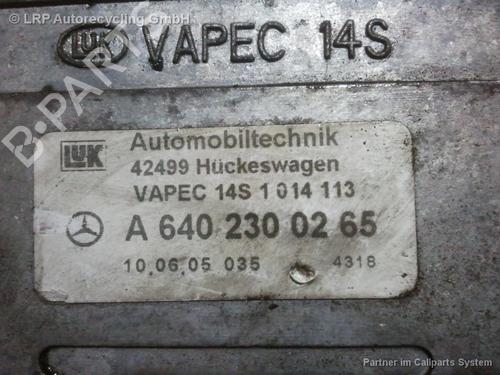 © LRP Autorecycling GmbH
LUK VAPEC 14S
B-PARTS
LUK Automobiltechnik
42499 Hückeswagen
VAPEC 14S 1 014 113
A 640 230 02 65
10.06.05 035 4318
Partner im Callparts System